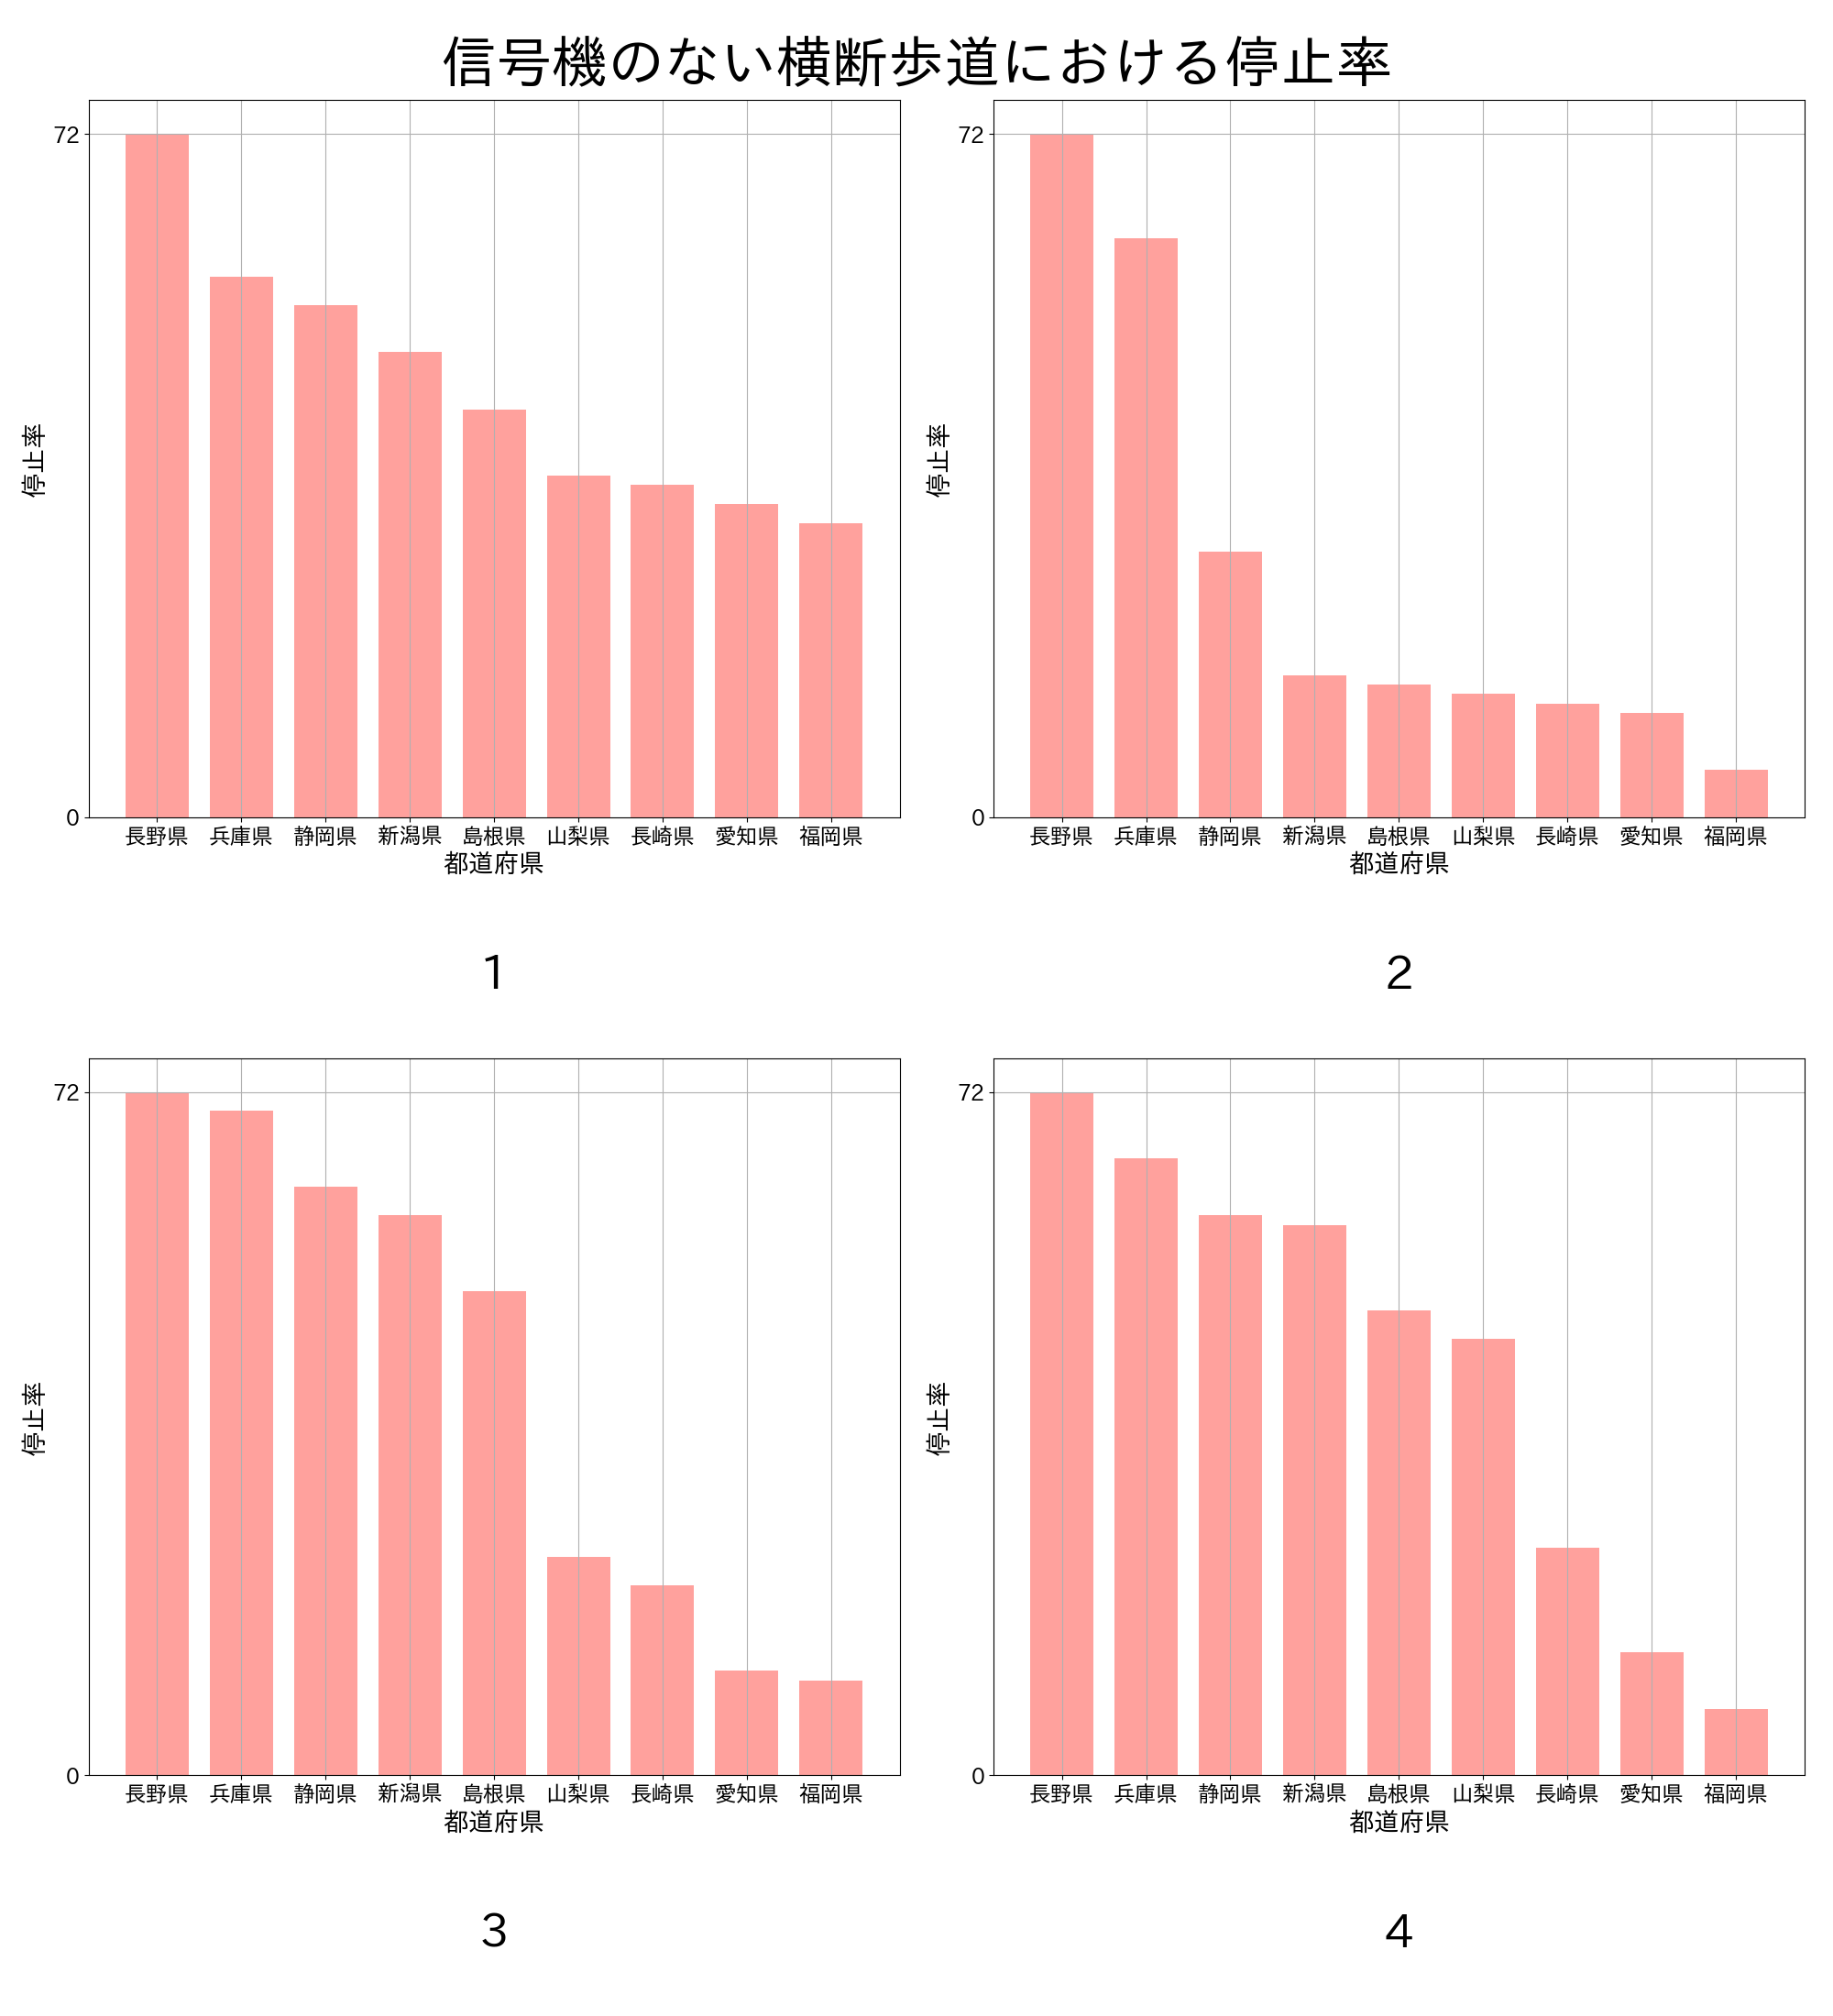 信号機のない横断歩道における停止率
72
0
停止率
長野県 兵庫県 静岡県 新潟県 島根県 山梨県 長崎県 愛知県 福岡県
都道府県
1
72
0
停止率
長野県 兵庫県 静岡県 新潟県 島根県 山梨県 長崎県 愛知県 福岡県
都道府県
2
72
0
停止率
長野県 兵庫県 静岡県 新潟県 島根県 山梨県 長崎県 愛知県 福岡県
都道府県
3
72
0
停止率
長野県 兵庫県 静岡県 新潟県 島根県 山梨県 長崎県 愛知県 福岡県
都道府県
4